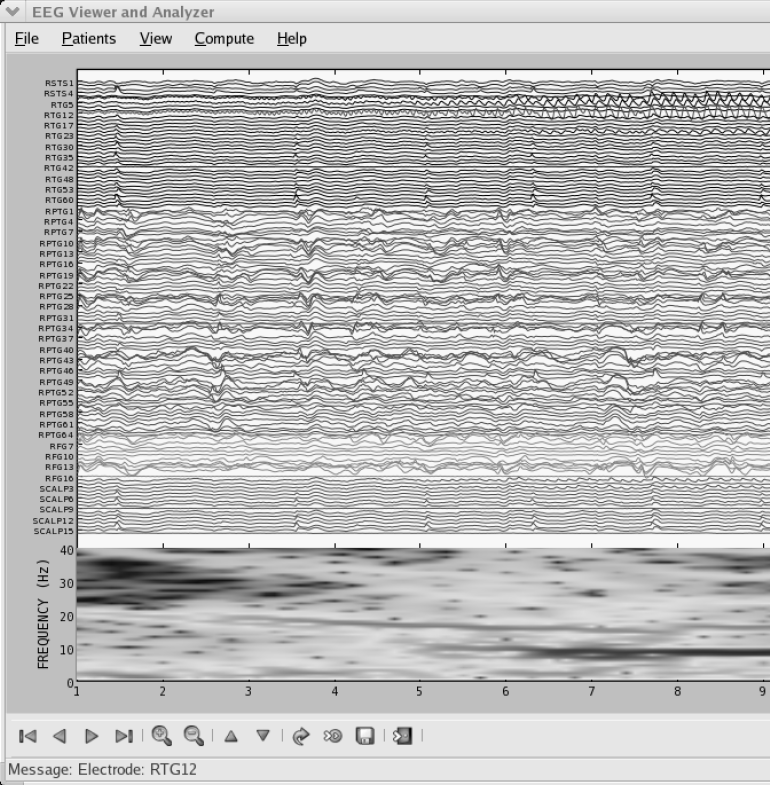 EEG Viewer and Analyzer
File Patients View Compute Help
RSTS1
RSTS4
RTG5
RTG12
RTG17
RTG23
RTG30
RTG35
RTG42
RTG48
RTG53
RTG60
RPTG1
RPTG4
RPTG7
RPTG10
RPTG13
RPTG16
RPTG19
RPTG22
RPTG25
RPTG28
RPTG31
RPTG34
RPTG37
RPTG40
RPTG43
RPTG46
RPTG49
RPTG52
RPTG55
RPTG58
RPTG61
RPTG64
RFG7
RFG10
RFG13
RFG16
SCALP3
SCALP6
SCALP9
SCALP12
SCALP15
FREQUENCY (Hz)
40
30
20
10
0
1 2 3 4 5 6 7 8 9
Message: Electrode: RTG12